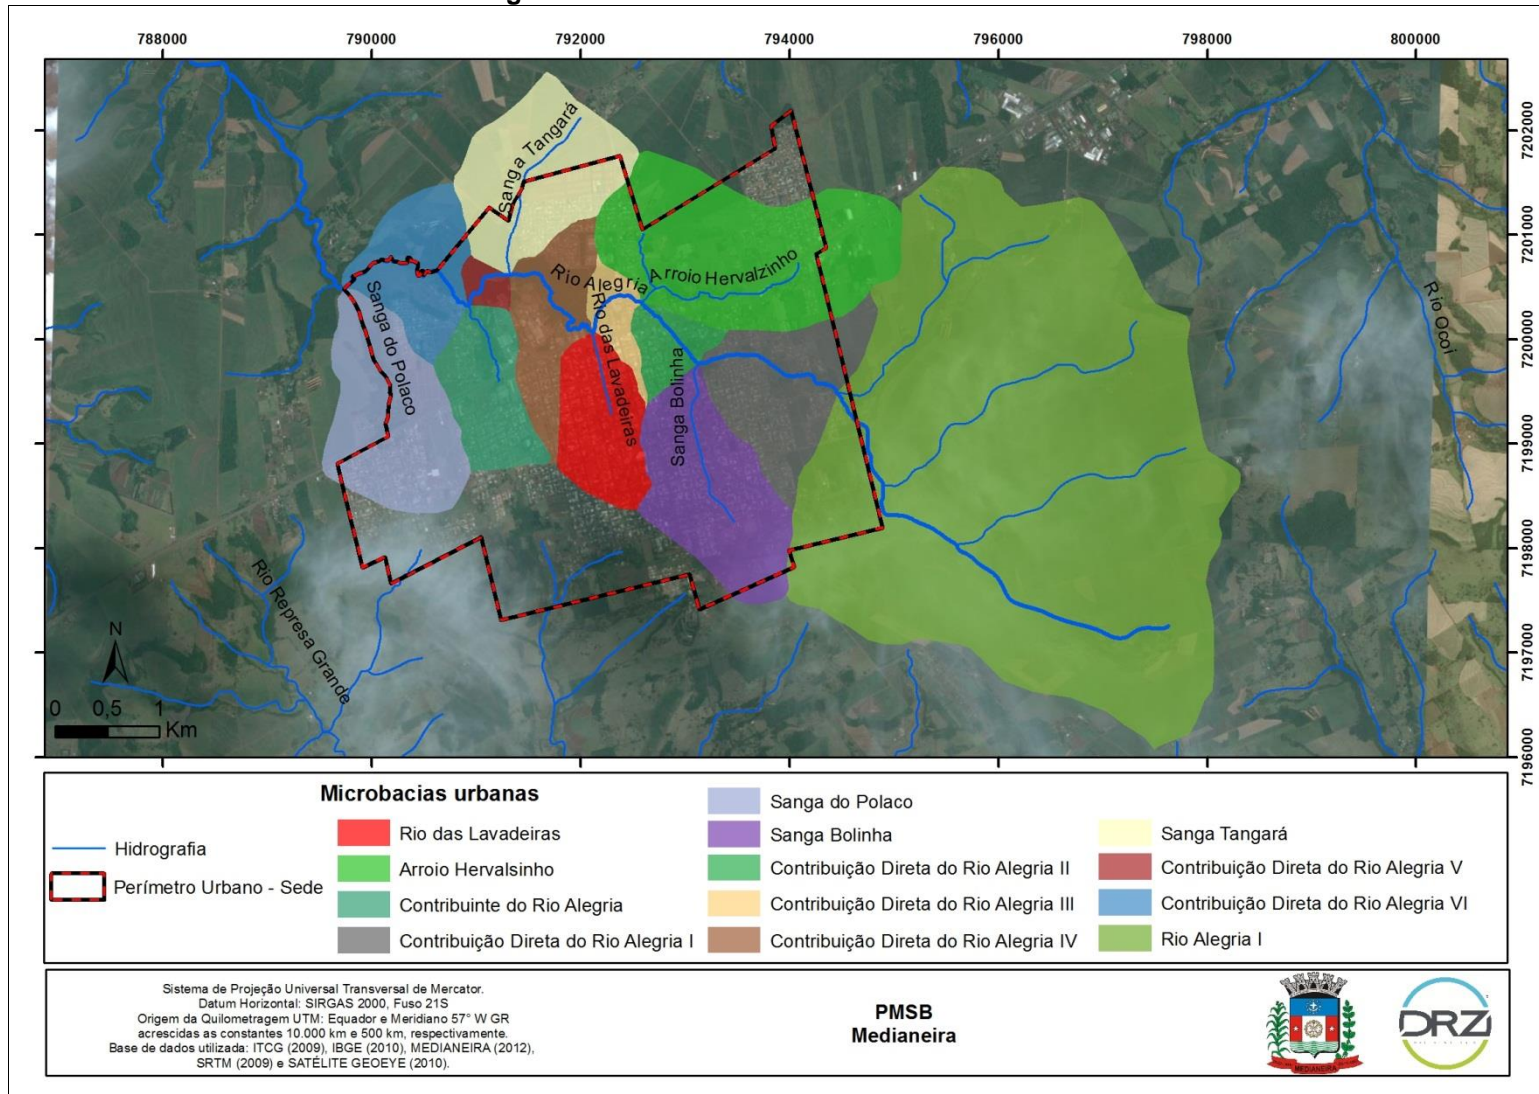 788000
790000
792000
794000
796000
798000
800000
7202000
7201000
7200000
7199000
7198000
7197000
7196000
Sanga Tangará
Rio Alegria
Arroio Hervalzinho
Rio das Lavadeiras
Sanga do Polaco
Sanga Bolinha
Rio Ocoi
Rio Represa Grande
N
0 0,5 1
Km
Microbacias urbanas
Hidrografia
Perímetro Urbano - Sede
Rio das Lavadeiras
Arroio Hervalsinho
Contribuinte do Rio Alegria
Contribuição Direta do Rio Alegria I
Sanga do Polaco
Sanga Bolinha
Contribuição Direta do Rio Alegria II
Contribuição Direta do Rio Alegria III
Contribuição Direta do Rio Alegria IV
Sanga Tangará
Contribuição Direta do Rio Alegria V
Contribuição Direta do Rio Alegria VI
Rio Alegria I
Sistema de Projeção Universal Transversal de Mercator.
Datum Horizontal: SIRGAS 2000, Fuso 21S
Origem da Quilometragem UTM: Equador e Meridiano 57° W GR
acrescidas as constantes 10.000 km e 500 km, respectivamente.
Base de dados utilizada: ITCG (2009), IBGE (2010), MEDIANEIRA (2012),
SRTM (2009) e SATÉLITE GEOEYE (2010).
PMSB
Medianeira
MEDIANEIRA
DRZ